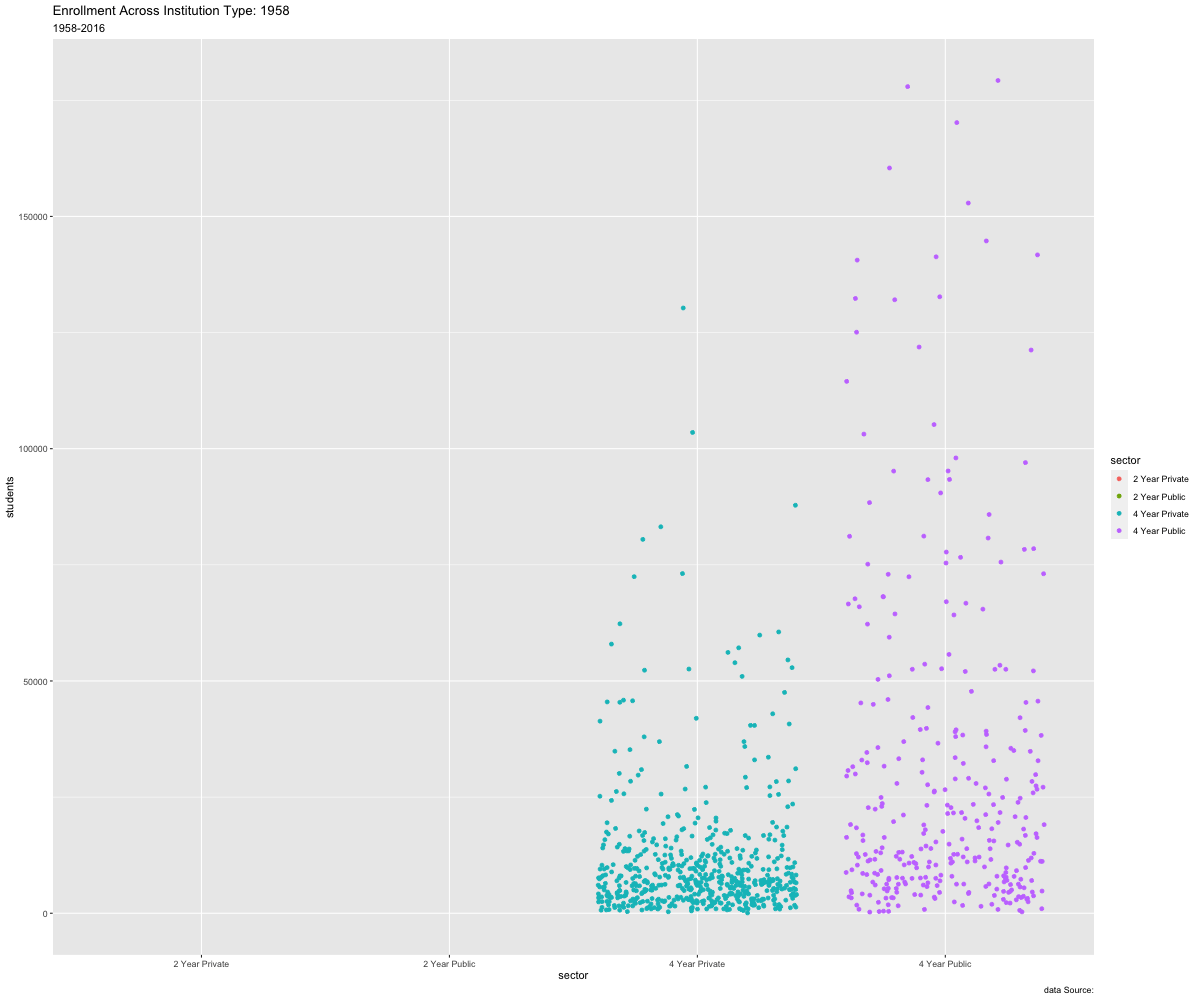 Enrollment Across Institution Type: 1958
1958-2016
150000
100000
50000
0
students
2 Year Private
2 Year Public
4 Year Private
4 Year Public
sector
sector
2 Year Private
2 Year Public
4 Year Private
4 Year Public
data Source: